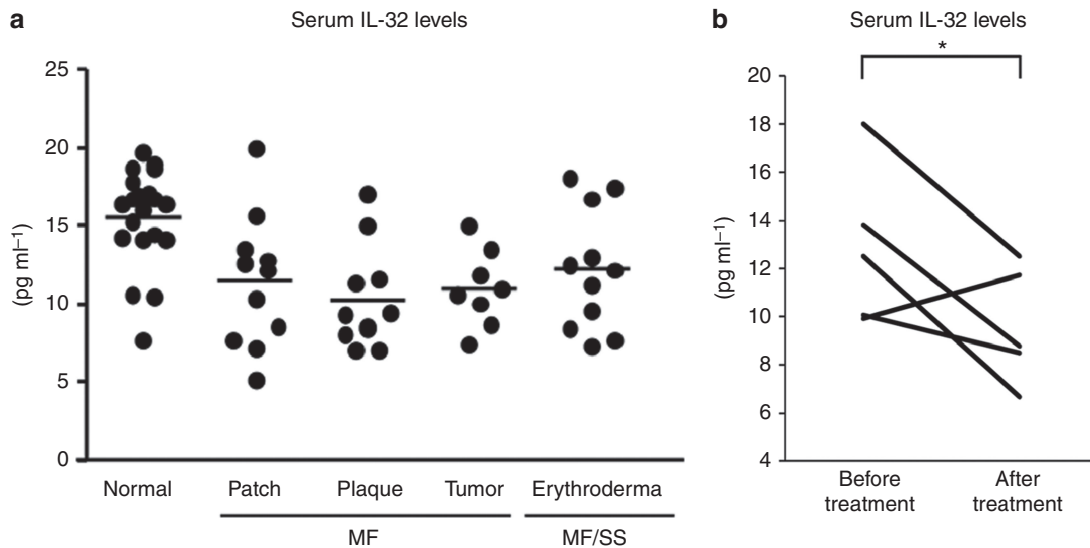 a
Serum IL-32 levels
25
20
15
10
5
0
(pg ml⁻¹)
Normal
Patch
Plaque
Tumor
Erythroderma
MF
MF/SS
b
Serum IL-32 levels
*
20
18
16
14
12
10
8
6
4
(pg ml⁻¹)
Before
treatment
After
treatment